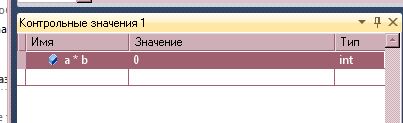 Контрольные значения 1
Имя Значение Тип
a * b 0 int